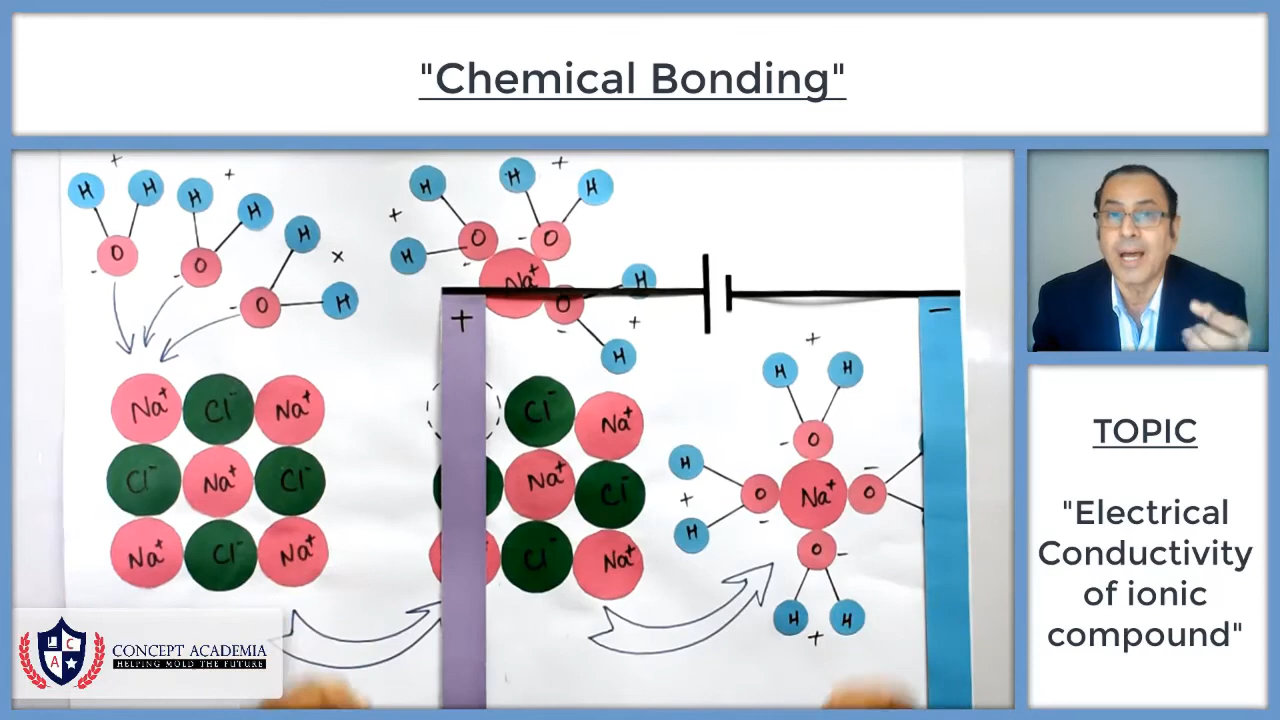 "Chemical Bonding"
+ + +
H H H H H H H H
+ H +
O O O H O O
- - - - -
Na⁺
H
O H
- +
H
+ -
Na⁺ Cl⁻ Na⁺ Cl⁻ Na⁺
Cl⁻ Na⁺ Cl⁻ Na⁺ Cl⁻
Na⁺ Cl⁻ Na⁺ Cl⁻ Na⁺
+
H H
- O
H
+ O Na⁺ O
- -
H
O -
H H
+
CONCEPT ACADEMIA
HELPING MOLD THE FUTURE
C
A
TOPIC
"Electrical
Conductivity
of ionic
compound"